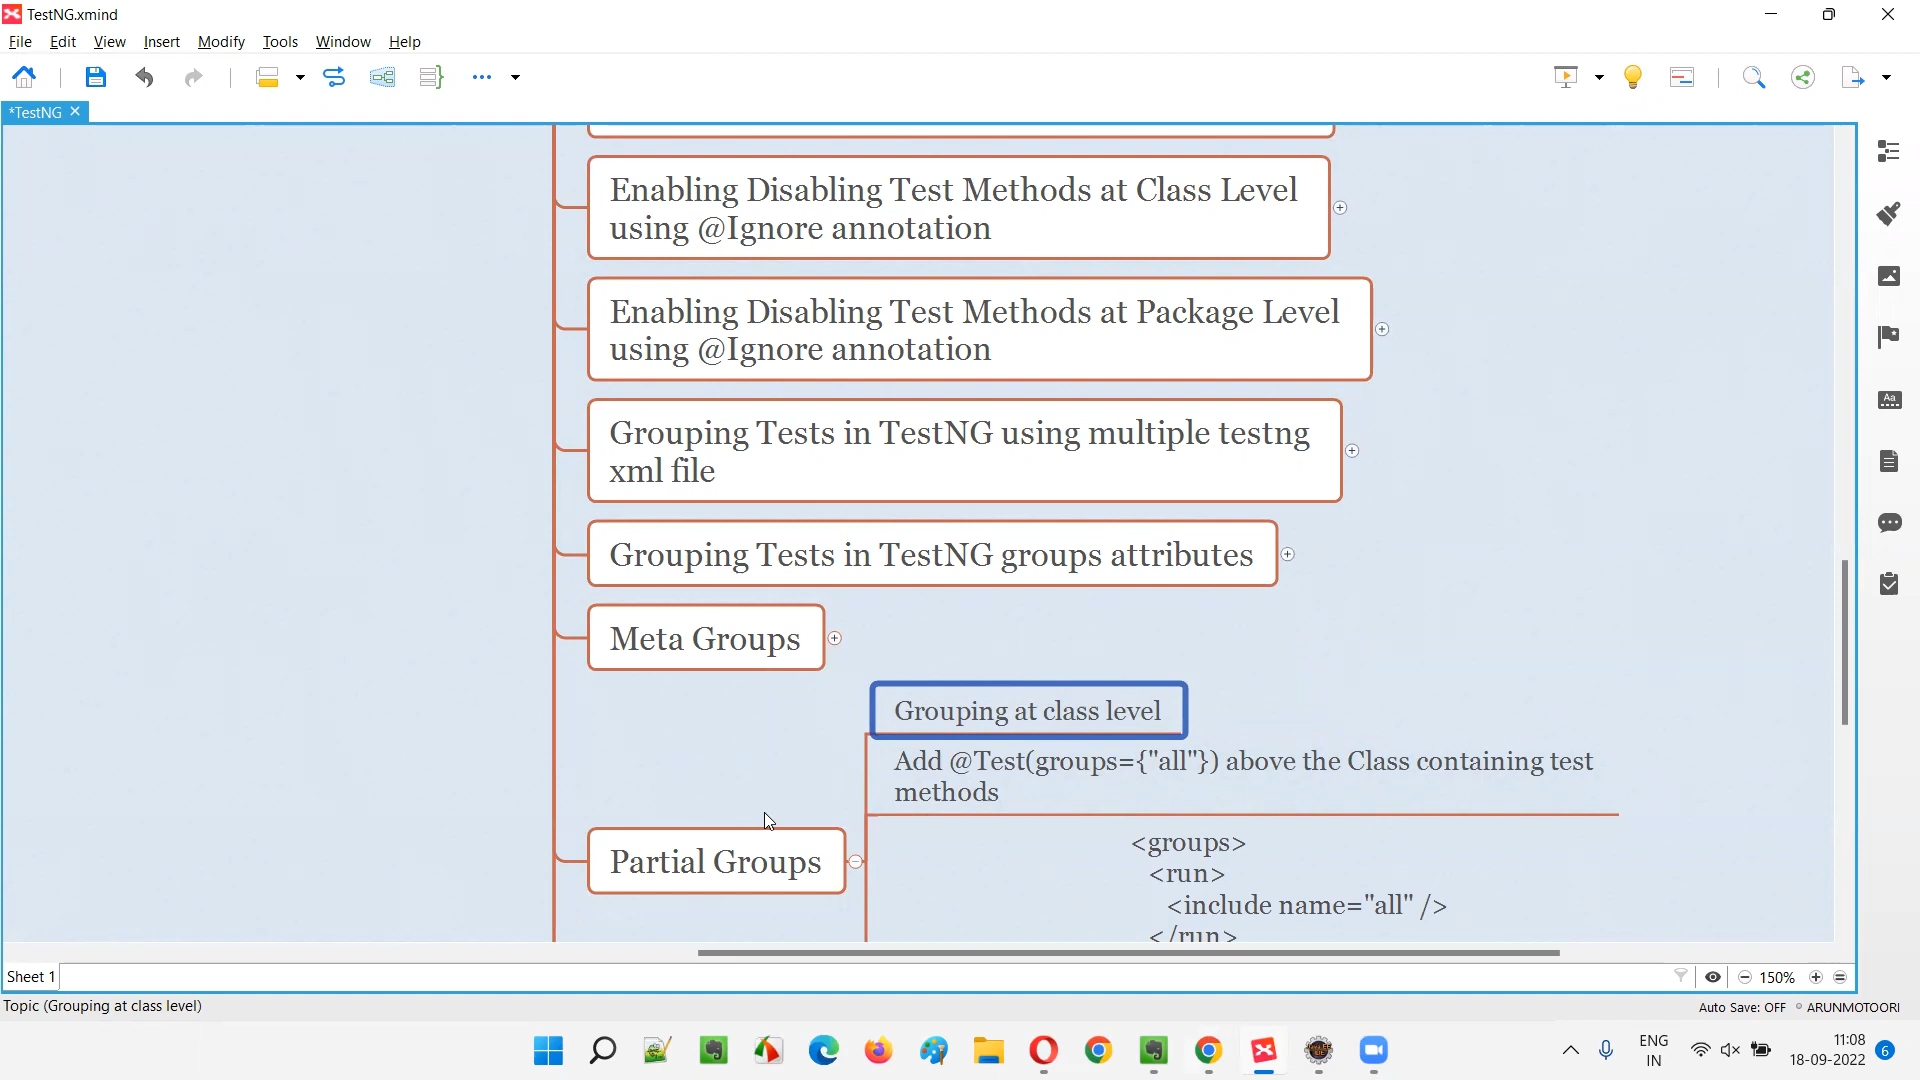 TestNG.xmind
File Edit View Insert Modify Tools Window Help
*TestNG
Enabling Disabling Test Methods at Class Level
using @Ignore annotation
Enabling Disabling Test Methods at Package Level
using @Ignore annotation
Grouping Tests in TestNG using multiple testng
xml file
Grouping Tests in TestNG groups attributes
Meta Groups
Grouping at class level
Add @Test(groups={"all"}) above the Class containing test
methods
Partial Groups
<groups>
<run>
<include name="all" />
</run>
Sheet 1
150%
Topic (Grouping at class level)
Auto Save: OFF
ARUNMOTOORI
ENG
IN
11:08
18-09-2022
6